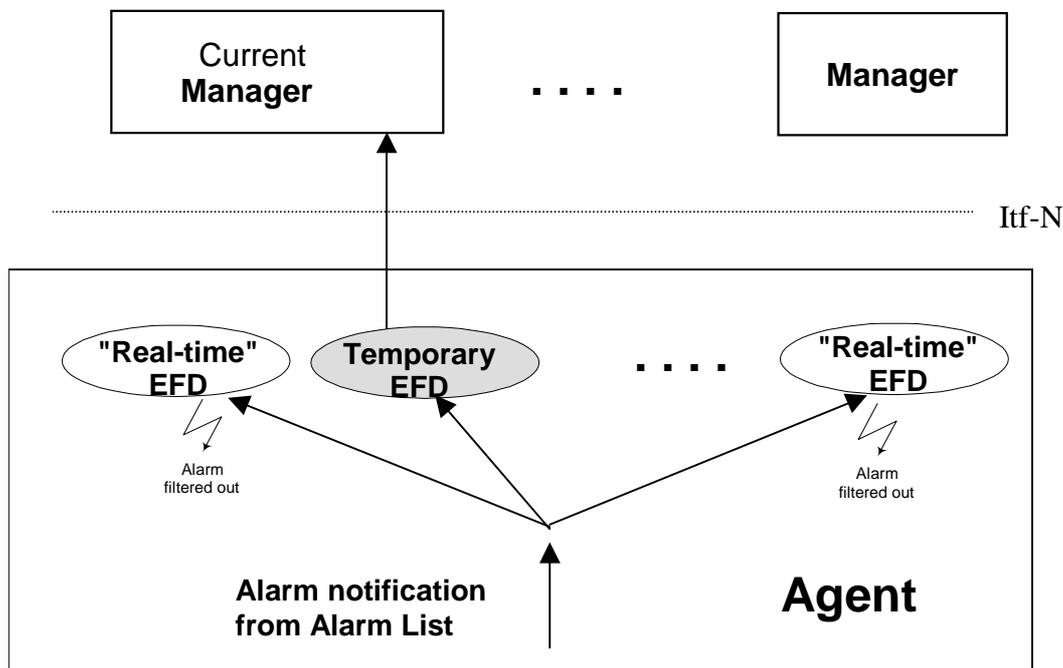 Current
Manager
. . . .
Manager
Itf-N
"Real-time"
EFD
Temporary
EFD
. . . .
"Real-time"
EFD
Alarm
filtered out
Alarm
filtered out
Alarm notification
from Alarm List
Agent